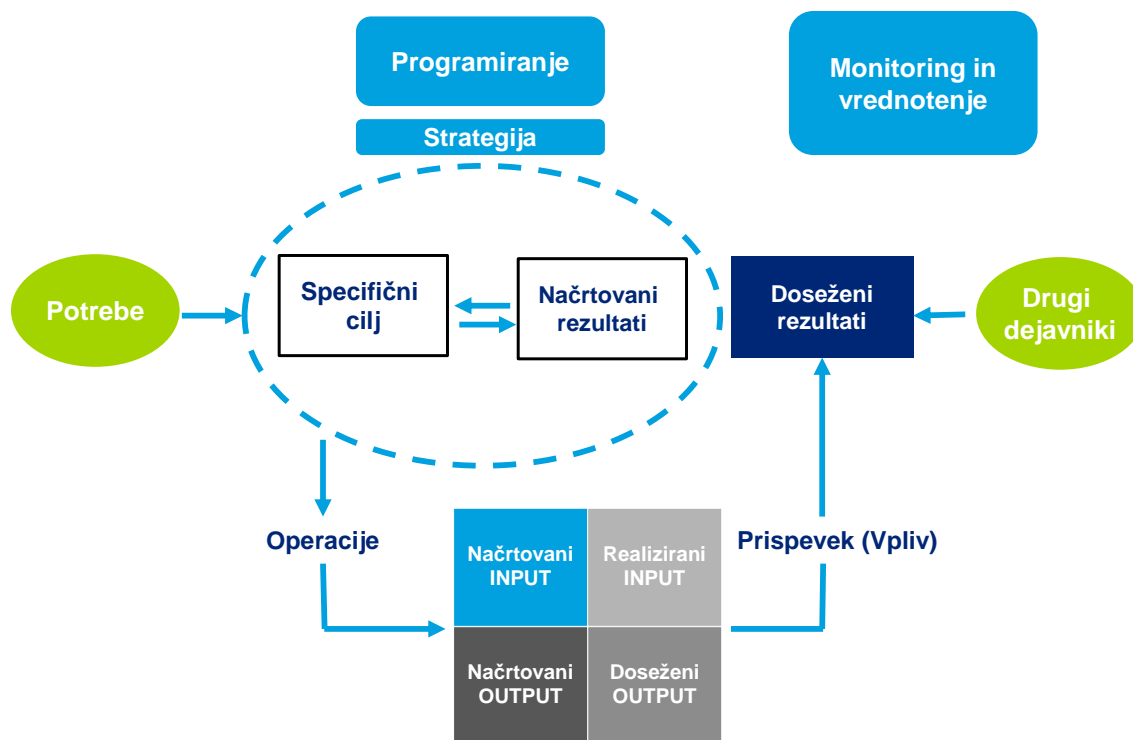 Programiranje
Monitoring in
vrednotenje
Strategija
Potrebe
Specifični
cilj
Načrtovani
rezultati
Doseženi
rezultati
Drugi
dejavniki
Operacije
Načrtovani
INPUT
Realizirani
INPUT
Prispevek (Vpliv)
Načrtovani
OUTPUT
Doseženi
OUTPUT